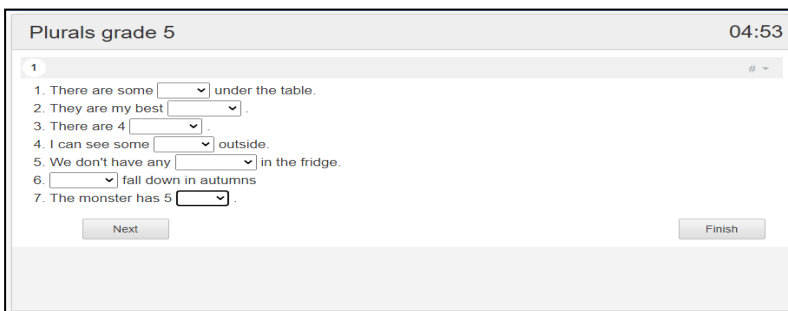 Plurals grade 5 04:53
1 #
1. There are some under the table.
2. They are my best .
3. There are 4 .
4. I can see some outside.
5. We don't have any in the fridge.
6. fall down in autumns
7. The monster has 5 .
Next Finish